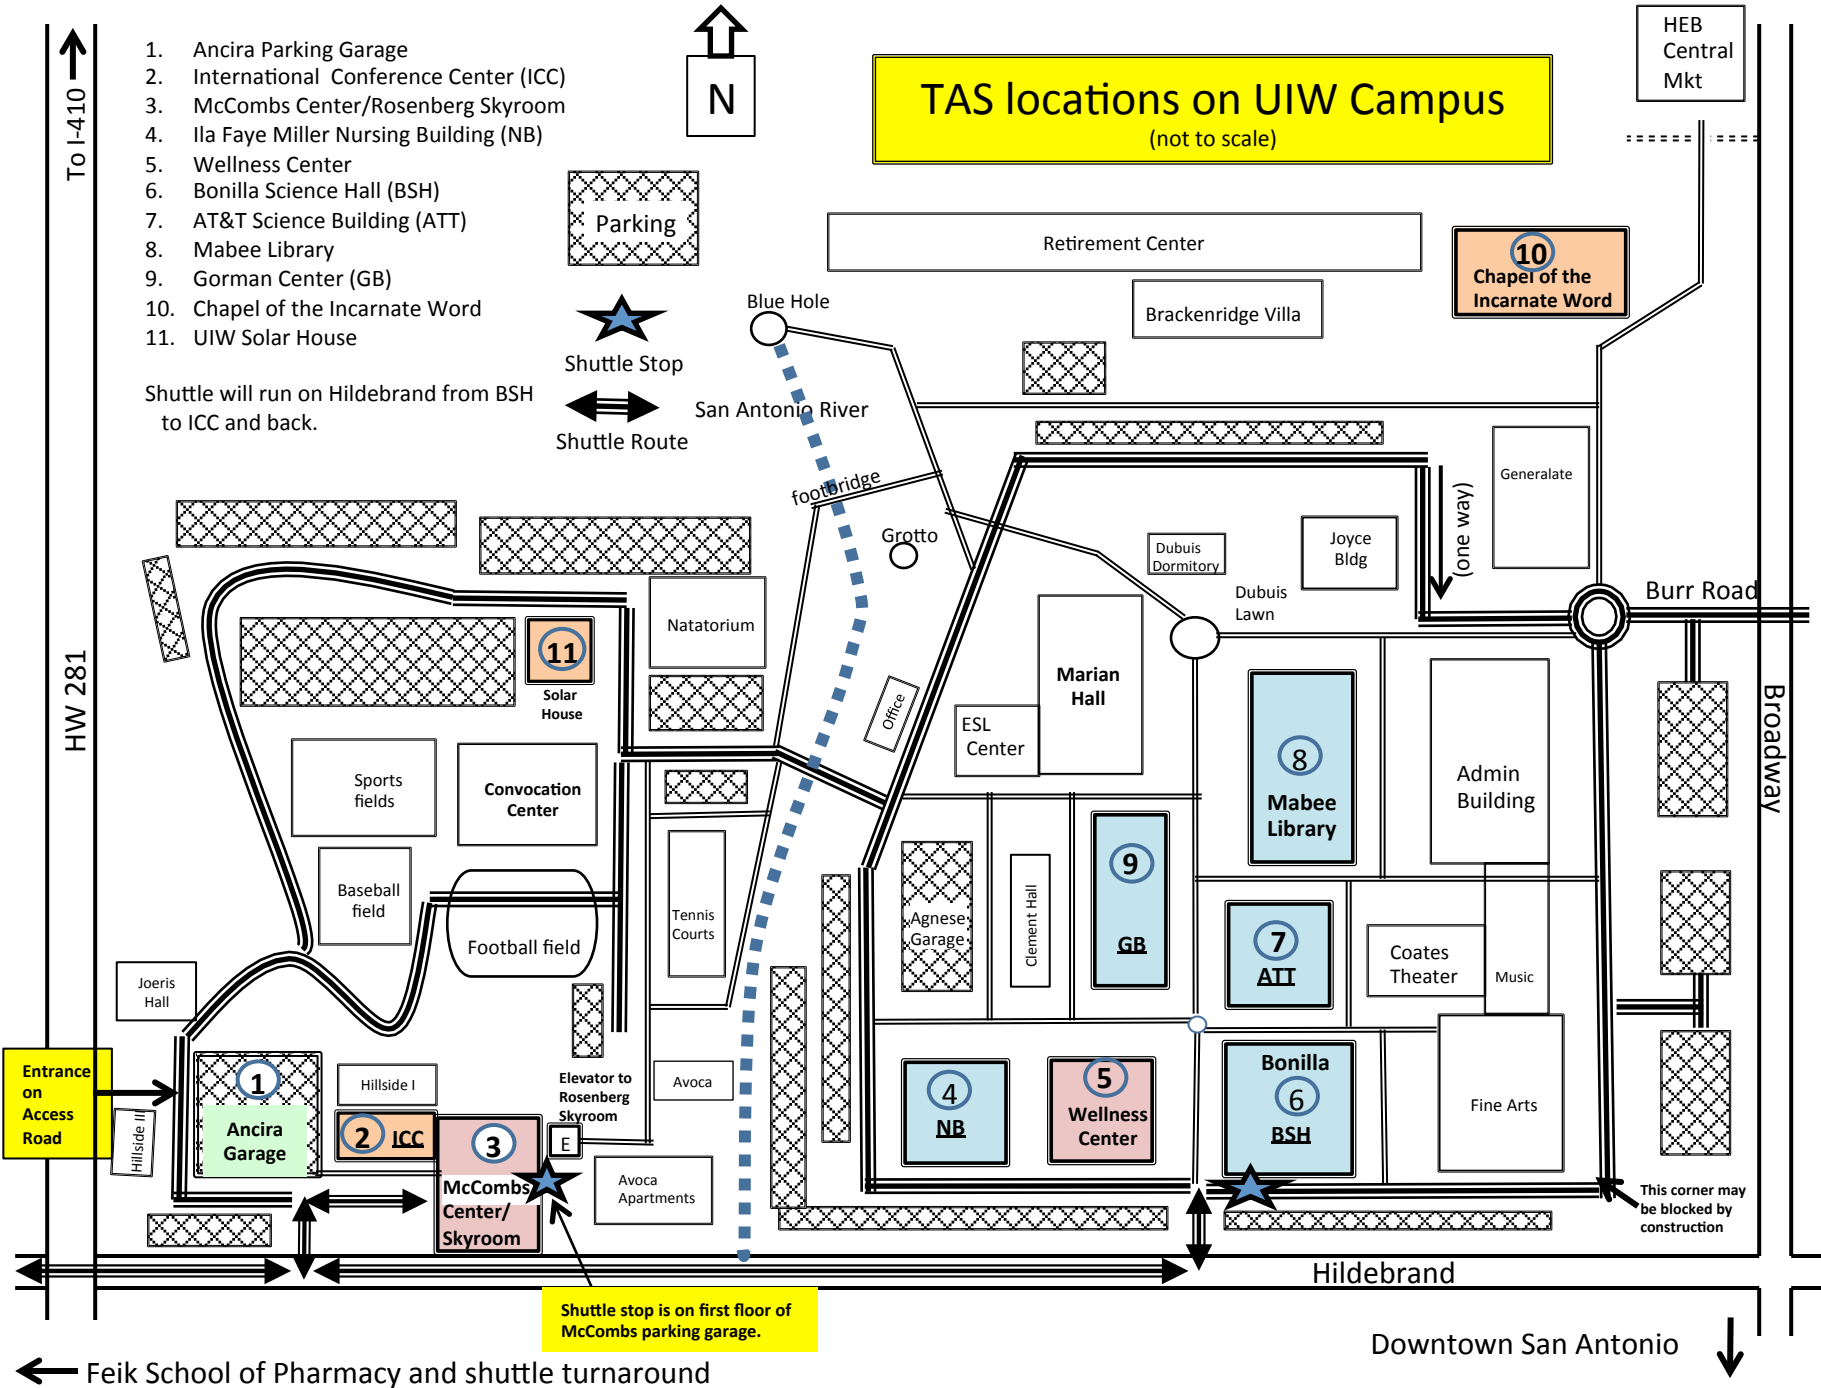 To I-410
1. Ancira Parking Garage
2. International Conference Center (ICC)
3. McCombs Center/Rosenberg Skyroom
4. Ila Faye Miller Nursing Building (NB)
5. Wellness Center
6. Bonilla Science Hall (BSH)
7. AT&T Science Building (ATT)
8. Mabee Library
9. Gorman Center (GB)
10. Chapel of the Incarnate Word
11. UIW Solar House
Shuttle will run on Hildebrand from BSH
to ICC and back.
N
Parking
Shuttle Stop
Shuttle Route
TAS locations on UIW Campus
(not to scale)
HEB
Central
Mkt
Retirement Center
10
Chapel of the
Incarnate Word
Brackenridge Villa
Blue Hole
San Antonio River
footbridge
Grotto
Generalate
(one way)
Joyce
Bldg
Dubuis
Dormitory
Dubuis
Lawn
Burr Road
Natatorium
11
Solar
House
HW 281
Office
Marian
Hall
ESL
Center
8
Mabee
Library
Admin
Building
Broadway
Sports
fields
Convocation
Center
Baseball
field
Football field
Tennis
Courts
Agnese
Garage
Clement Hall
9
GB
7
ATT
Coates
Theater
Music
Joeris
Hall
Entrance
on
Access
Road
Hillside II
1
Ancira
Garage
Hillside I
2 ICC
3
McCombs
Center/
Skyroom
Elevator to
Rosenberg
Skyroom
E
Avoca
Avoca
Apartments
4
NB
5
Wellness
Center
Bonilla
6
BSH
Fine Arts
This corner may
be blocked by
construction
Hildebrand
Shuttle stop is on first floor of
McCombs parking garage.
Downtown San Antonio
Feik School of Pharmacy and shuttle turnaround